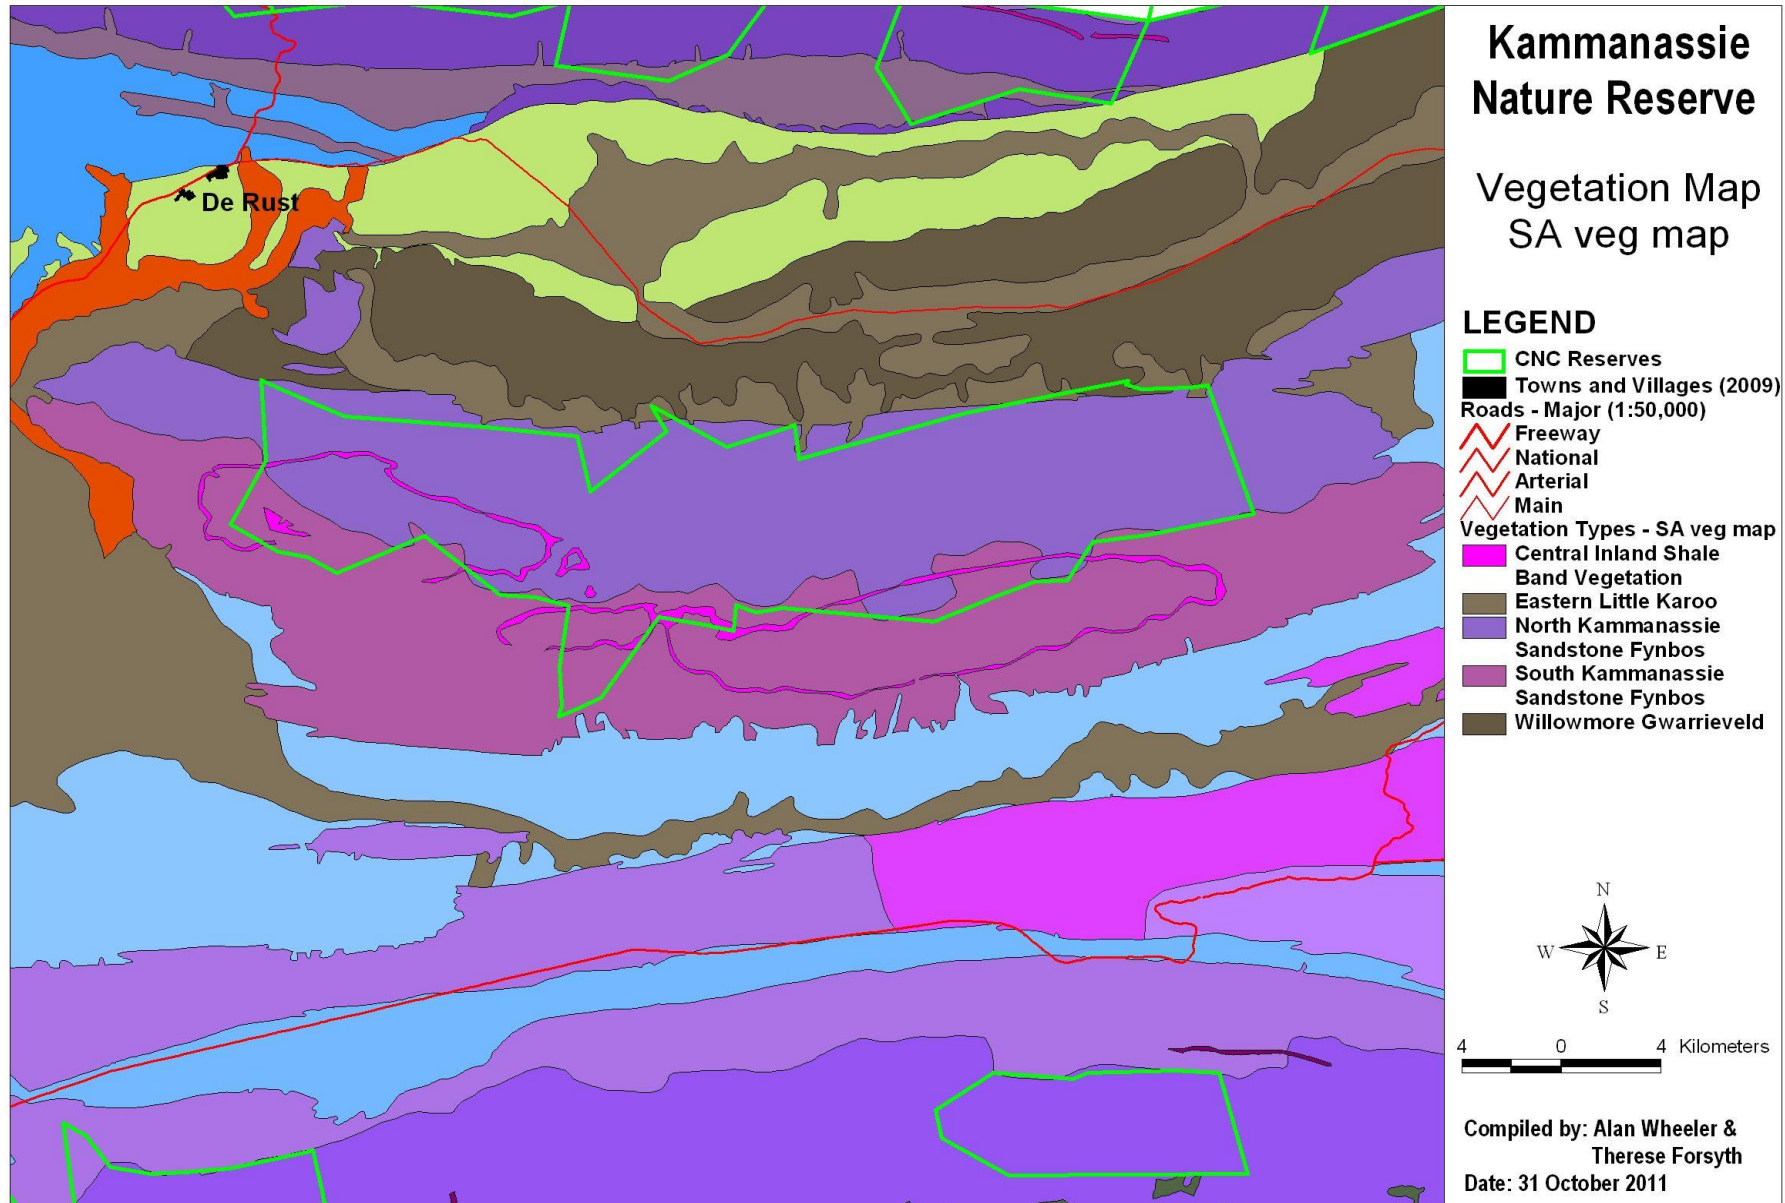 Kammanassie
Nature Reserve
Vegetation Map
SA veg map
De Rust
LEGEND
CNC Reserves
Towns and Villages (2009)
Roads - Major (1:50,000)
Freeway
National
Arterial
Main
Vegetation Types - SA veg map
Central Inland Shale
Band Vegetation
Eastern Little Karoo
North Kammanassie
Sandstone Fynbos
South Kammanassie
Sandstone Fynbos
Willowmore Gwarrieveld
N
W E
S
4 0 4 Kilometers
Compiled by: Alan Wheeler &
Therese Forsyth
Date: 31 October 2011